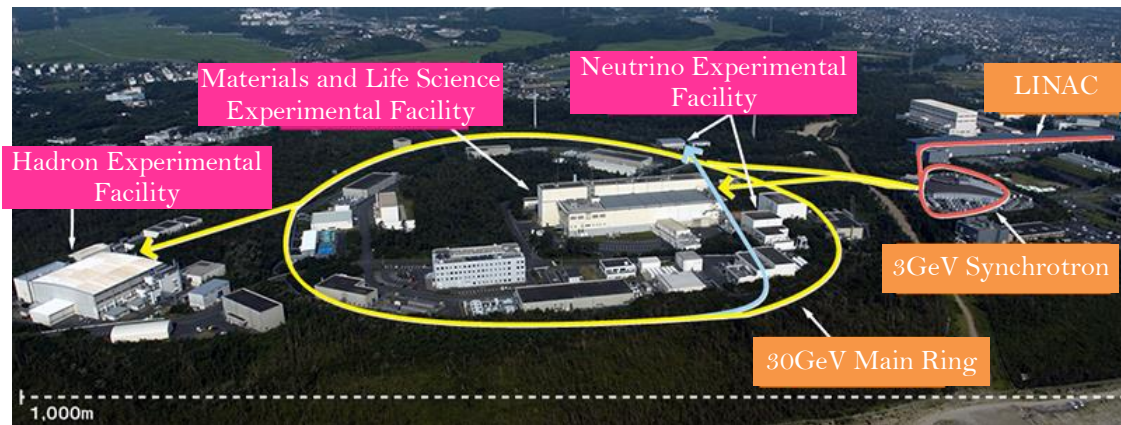 Materials and Life Science
Experimental Facility
Neutrino Experimental
Facility
LINAC
Hadron Experimental
Facility
3GeV Synchrotron
30GeV Main Ring
1,000m